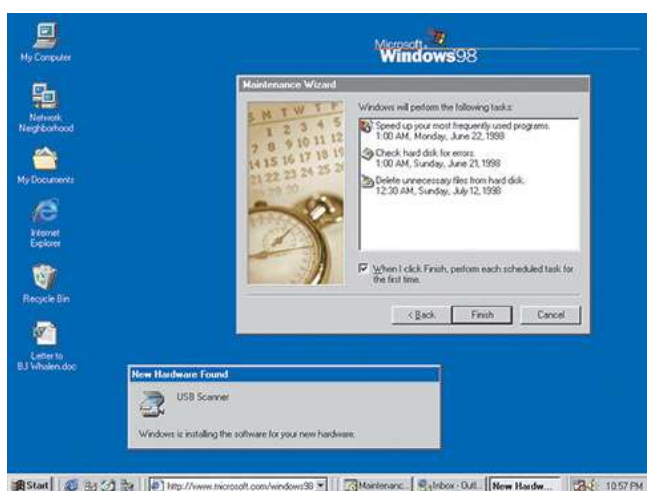 My Computer
Network
Neighborhood
My Documents
Internet
Explorer
Recycle Bin
Letter to
BJ Whalen.doc
Microsoft
Windows98
Maintenance Wizard
S M T W T F
1 2 3 4 5
7 8 9 10 11 12
14 15 16 17 18 19
21 22 23 24 25 26
28 29 30
Windows will perform the following tasks:
Speed up your most frequently used programs.
1:00 AM, Monday, June 22, 1998
Check hard disk for errors.
1:00 AM, Sunday, June 21, 1998
Delete unnecessary files from hard disk.
12:30 AM, Sunday, July 12, 1998
When I click Finish, perform each scheduled task for
the first time.
< Back Finish Cancel
New Hardware Found
USB Scanner
Windows is installing the software for your new hardware.
Start http://www.microsoft.com/windows98 Maintenanc... Inbox - Outl... New Hardw... 10:57 PM